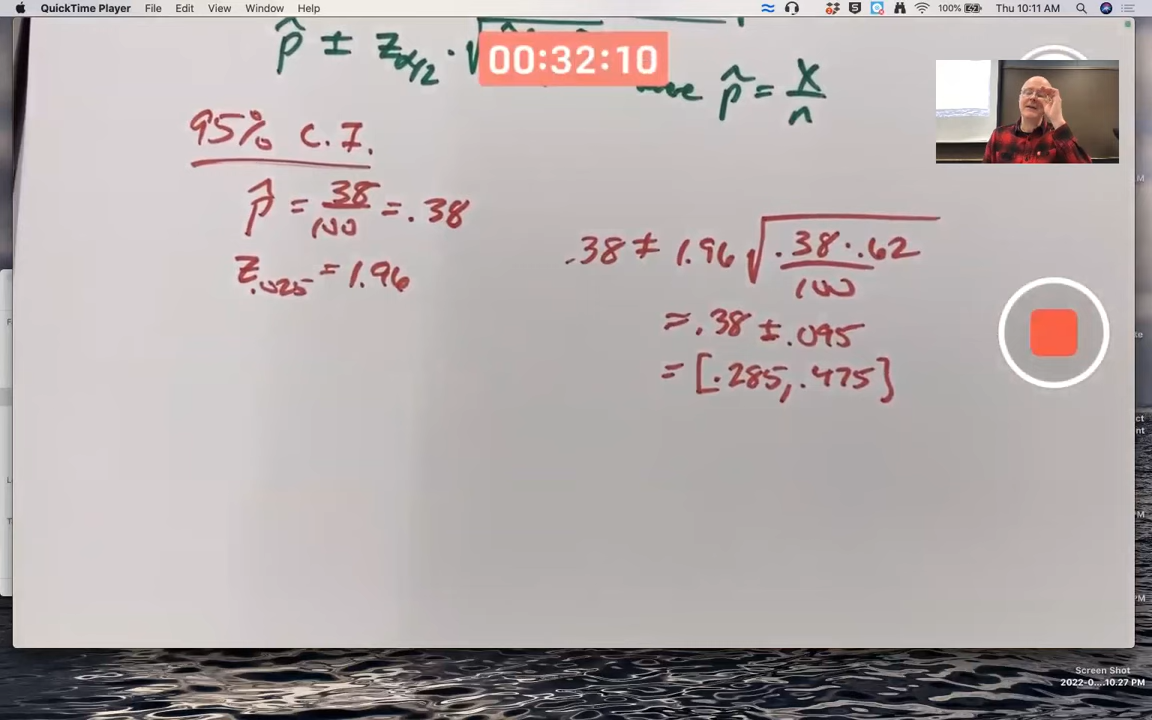 QuickTime Player File Edit View Window Help 100% Thu 10:11 AM
p̂ ± z α/2 · √
00:32:10
p̂ = X/n
95% C.I.
p̂ = 38/100 = .38
z.025 = 1.96
.38 ± 1.96 √(.38 · .62/100)
= .38 ± .095
= [.285, .475]
Screen Shot
2022-0....10.27 PM